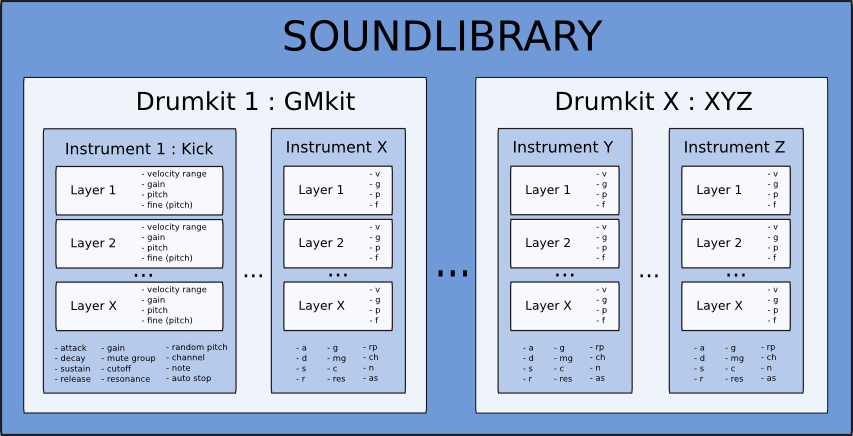 SOUNDLIBRARY
Drumkit 1 : GMkit
Instrument 1 : Kick
Layer 1
- velocity range
- gain
- pitch
- fine (pitch)
Layer 2
- velocity range
- gain
- pitch
- fine (pitch)
...
Layer X
- velocity range
- gain
- pitch
- fine (pitch)
- attack - gain - random pitch
- decay - mute group - channel
- sustain - cutoff - note
- release - resonance - auto stop
...
Instrument X
Layer 1
- v
- g
- p
- f
Layer 2
- v
- g
- p
- f
...
Layer X
- v
- g
- p
- f
- a - g - rp
- d - mg - ch
- s - c - n
- r - res - as
...
Drumkit X : XYZ
Instrument Y
Layer 1
- v
- g
- p
- f
Layer 2
- v
- g
- p
- f
...
Layer X
- v
- g
- p
- f
- a - g - rp
- d - mg - ch
- s - c - n
- r - res - as
...
Instrument Z
Layer 1
- v
- g
- p
- f
Layer 2
- v
- g
- p
- f
...
Layer X
- v
- g
- p
- f
- a - g - rp
- d - mg - ch
- s - c - n
- r - res - as